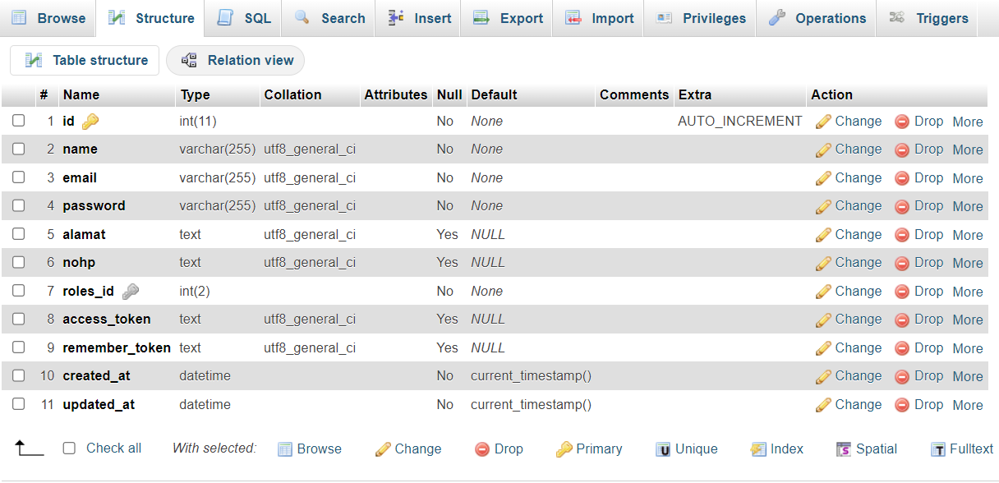 Browse Structure SQL Search Insert Export Import Privileges Operations Triggers
Table structure Relation view
# Name Type Collation Attributes Null Default Comments Extra Action
1 id int(11) No None AUTO_INCREMENT Change Drop More
2 name varchar(255) utf8_general_ci No None Change Drop More
3 email varchar(255) utf8_general_ci No None Change Drop More
4 password varchar(255) utf8_general_ci No None Change Drop More
5 alamat text utf8_general_ci Yes NULL Change Drop More
6 nohp text utf8_general_ci Yes NULL Change Drop More
7 roles_id int(2) No None Change Drop More
8 access_token text utf8_general_ci Yes NULL Change Drop More
9 remember_token text utf8_general_ci Yes NULL Change Drop More
10 created_at datetime No current_timestamp() Change Drop More
11 updated_at datetime No current_timestamp() Change Drop More
Check all With selected: Browse Change Drop Primary Unique Index Spatial Fulltext